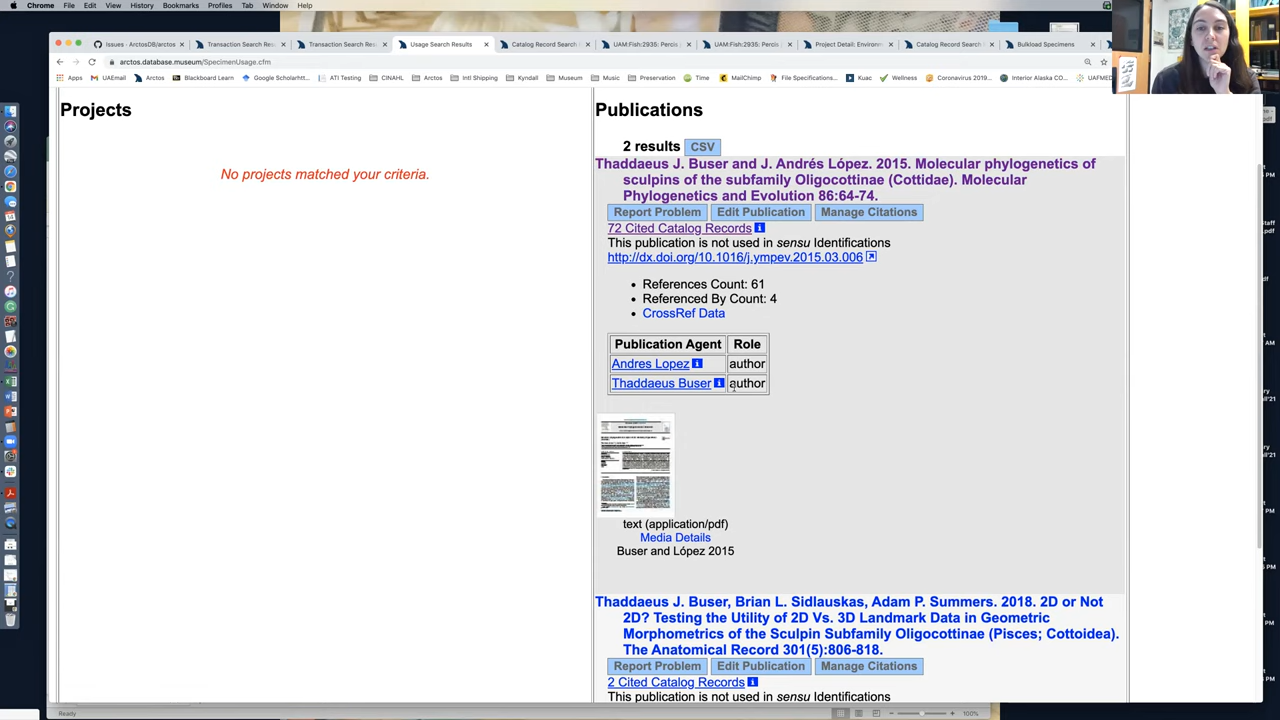 Chrome File Edit View History Bookmarks Profiles Tab Window Help
Issues · ArctosDB/arctos Transaction Search Res Transaction Search Res Usage Search Results Catalog Record Search UAM:Fish:2935: Percis UAM:Fish:2935: Percis Project Detail: Environ Catalog Record Search Bulkload Specimens
arctos.database.museum/SpecimenUsage.cfm
Apps UAEmail Arctos Blackboard Learn Google Scholarhtt... ATI Testing CINAHL Arctos Intl Shipping Kyndall Museum Music Preservation Time MailChimp File Specifications... Kuac Wellness Coronavirus 2019... Interior Alaska CO... UAFMED
Projects
No projects matched your criteria.
Publications
2 results CSV
Thaddaeus J. Buser and J. Andrés López. 2015. Molecular phylogenetics of
sculpins of the subfamily Oligocottinae (Cottidae). Molecular
Phylogenetics and Evolution 86:64-74.
Report Problem Edit Publication Manage Citations
72 Cited Catalog Records
This publication is not used in sensu Identifications
http://dx.doi.org/10.1016/j.ympev.2015.03.006
References Count: 61
Referenced By Count: 4
CrossRef Data
Publication Agent Role
Andres Lopez author
Thaddaeus Buser author
text (application/pdf)
Media Details
Buser and López 2015
Thaddaeus J. Buser, Brian L. Sidlauskas, Adam P. Summers. 2018. 2D or Not
2D? Testing the Utility of 2D Vs. 3D Landmark Data in Geometric
Morphometrics of the Sculpin Subfamily Oligocottinae (Pisces; Cottoidea).
The Anatomical Record 301(5):806-818.
Report Problem Edit Publication Manage Citations
2 Cited Catalog Records
This publication is not used in sensu Identifications
Ready 100%